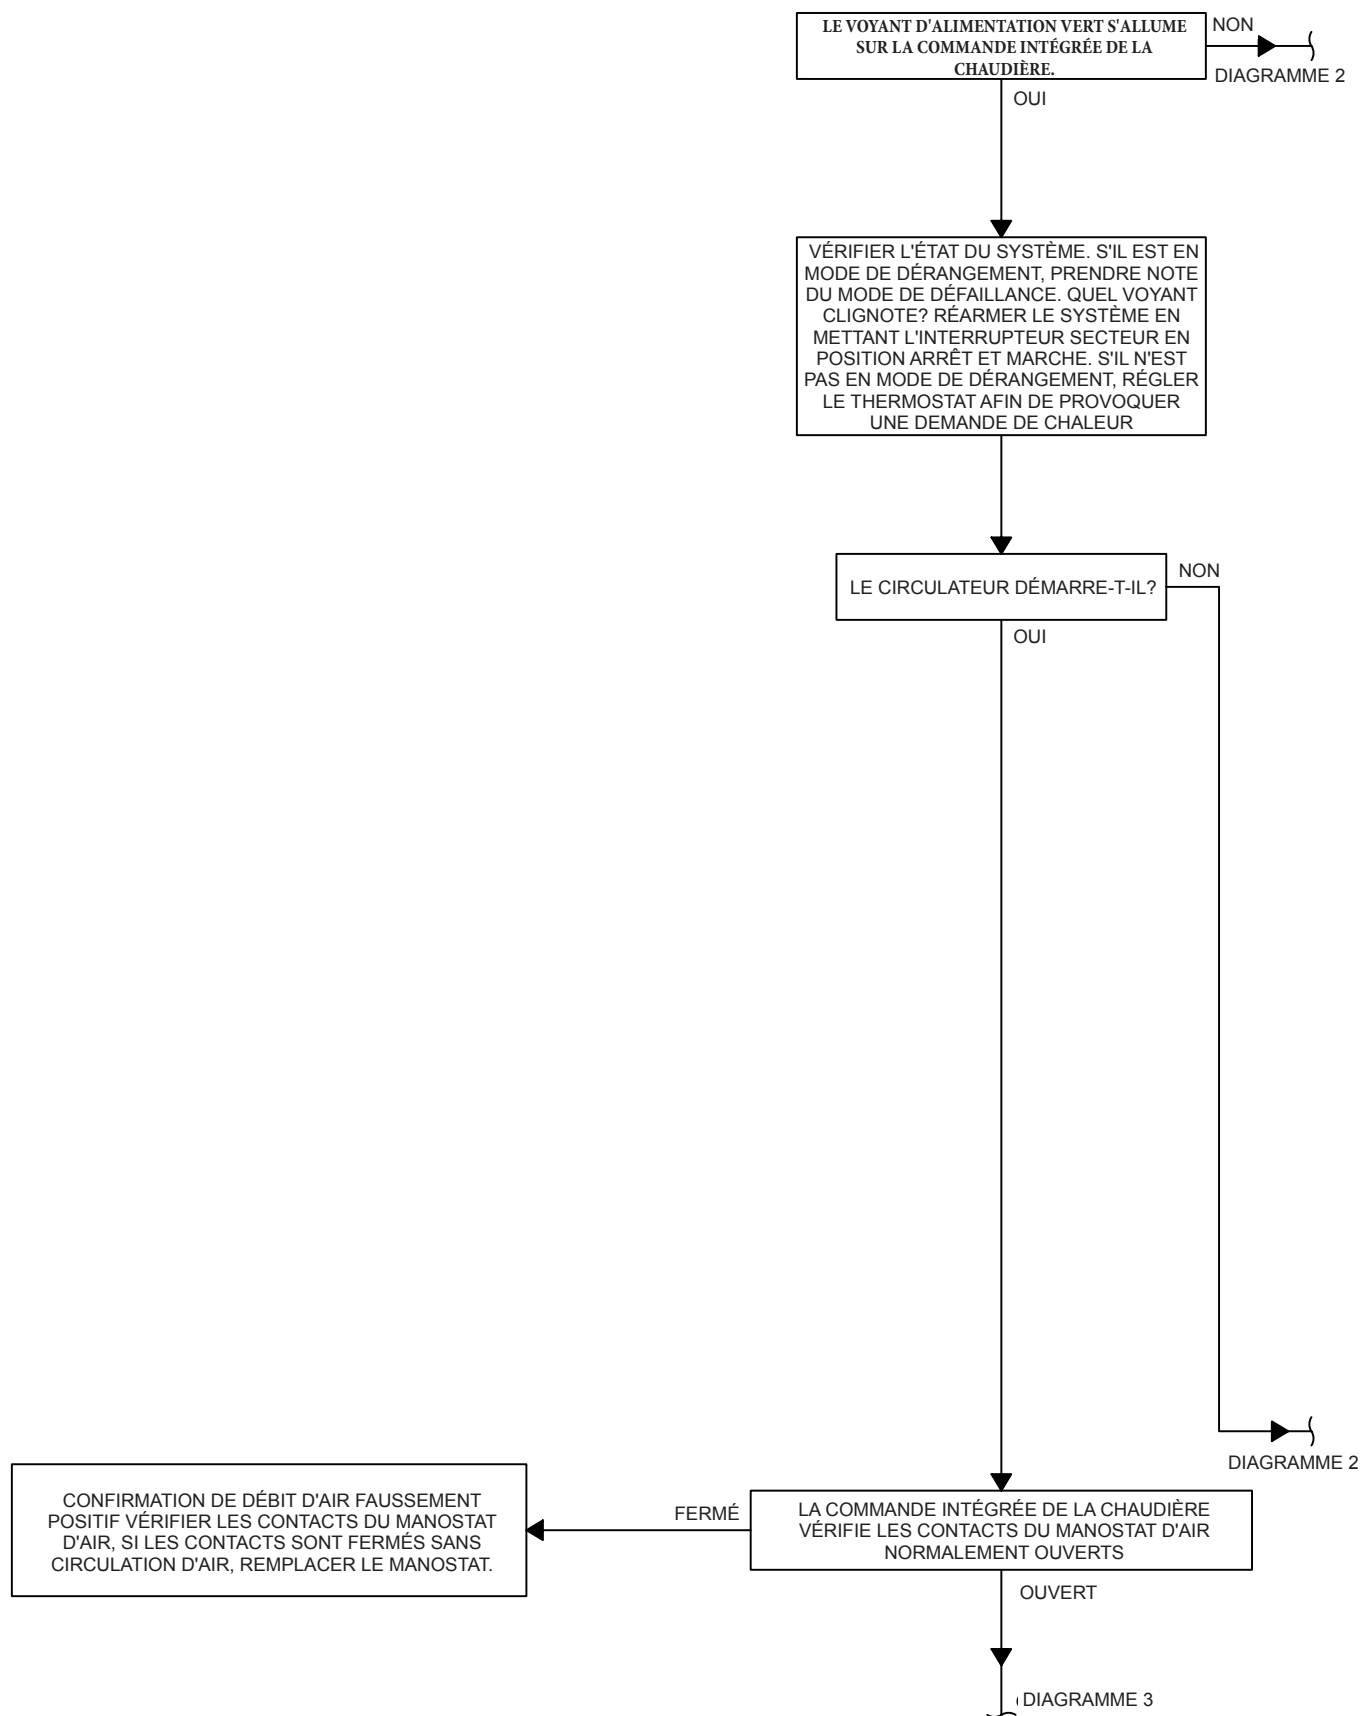 LE VOYANT D'ALIMENTATION VERT S'ALLUME
SUR LA COMMANDE INTÉGRÉE DE LA
CHAUDIÈRE.
NON
DIAGRAMME 2
OUI
VÉRIFIER L'ÉTAT DU SYSTÈME. S'IL EST EN
MODE DE DÉRANGEMENT, PRENDRE NOTE
DU MODE DE DÉFAILLANCE. QUEL VOYANT
CLIGNOTE? RÉARMER LE SYSTÈME EN
METTANT L'INTERRUPTEUR SECTEUR EN
POSITION ARRÊT ET MARCHE. S'IL N'EST
PAS EN MODE DE DÉRANGEMENT, RÉGLER
LE THERMOSTAT AFIN DE PROVOQUER
UNE DEMANDE DE CHALEUR
LE CIRCULATEUR DÉMARRE-T-IL?
NON
OUI
DIAGRAMME 2
CONFIRMATION DE DÉBIT D'AIR FAUSSEMENT
POSITIF VÉRIFIER LES CONTACTS DU MANOSTAT
D'AIR, SI LES CONTACTS SONT FERMÉS SANS
CIRCULATION D'AIR, REMPLACER LE MANOSTAT.
FERMÉ
LA COMMANDE INTÉGRÉE DE LA CHAUDIÈRE
VÉRIFIE LES CONTACTS DU MANOSTAT D'AIR
NORMALEMENT OUVERTS
OUVERT
DIAGRAMME 3